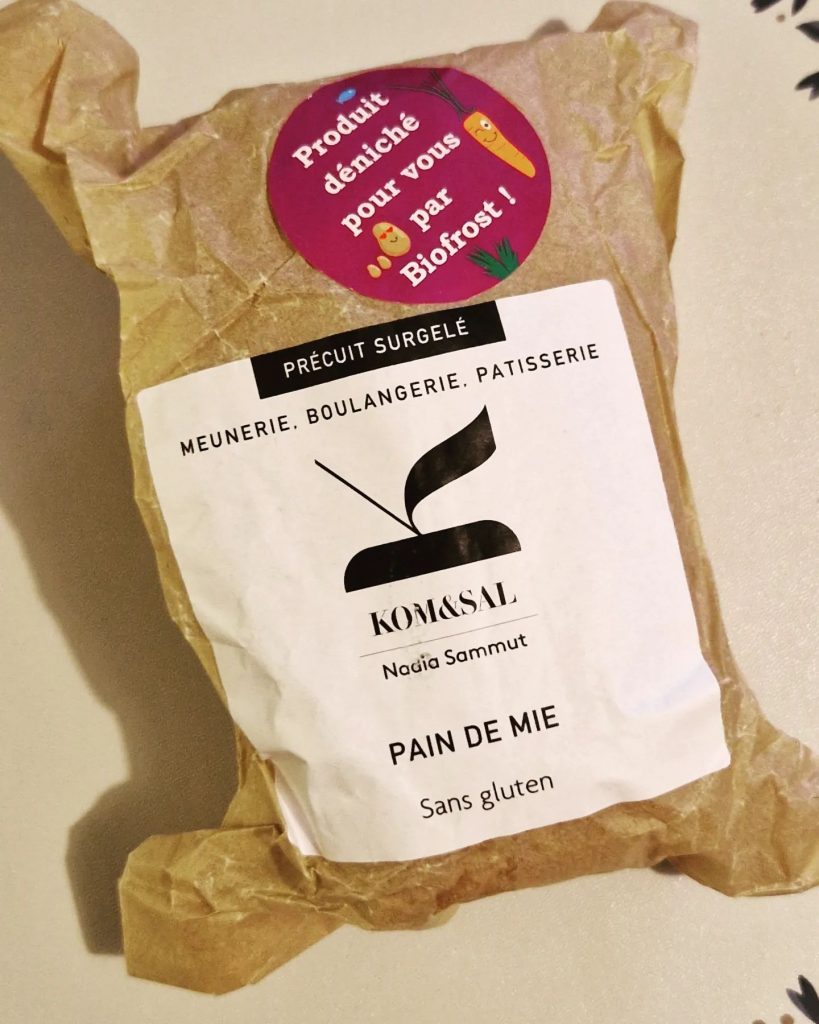 Produit
déniché
pour vous
par
Biofrost !
PRÉCUIT SURGELÉ
MEUNERIE, BOULANGERIE, PATISSERIE
KOM&SAL
Nadia Sammut
PAIN DE MIE
Sans gluten